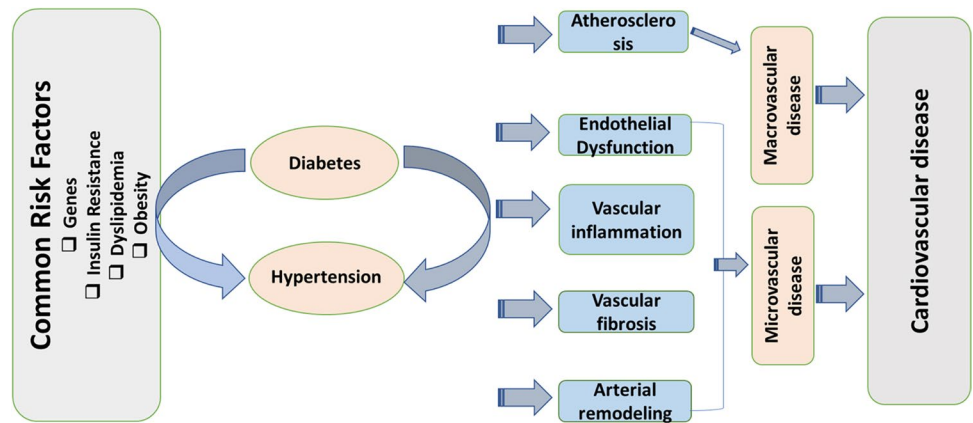 Common Risk Factors
❑ Genes
❑ Insulin Resistance
❑ Dyslipidemia
❑ Obesity
Diabetes
Hypertension
Atherosclero
sis
Endothelial
Dysfunction
Vascular
inflammation
Vascular
fibrosis
Arterial
remodeling
Macrovascular
disease
Microvascular
disease
Cardiovascular disease